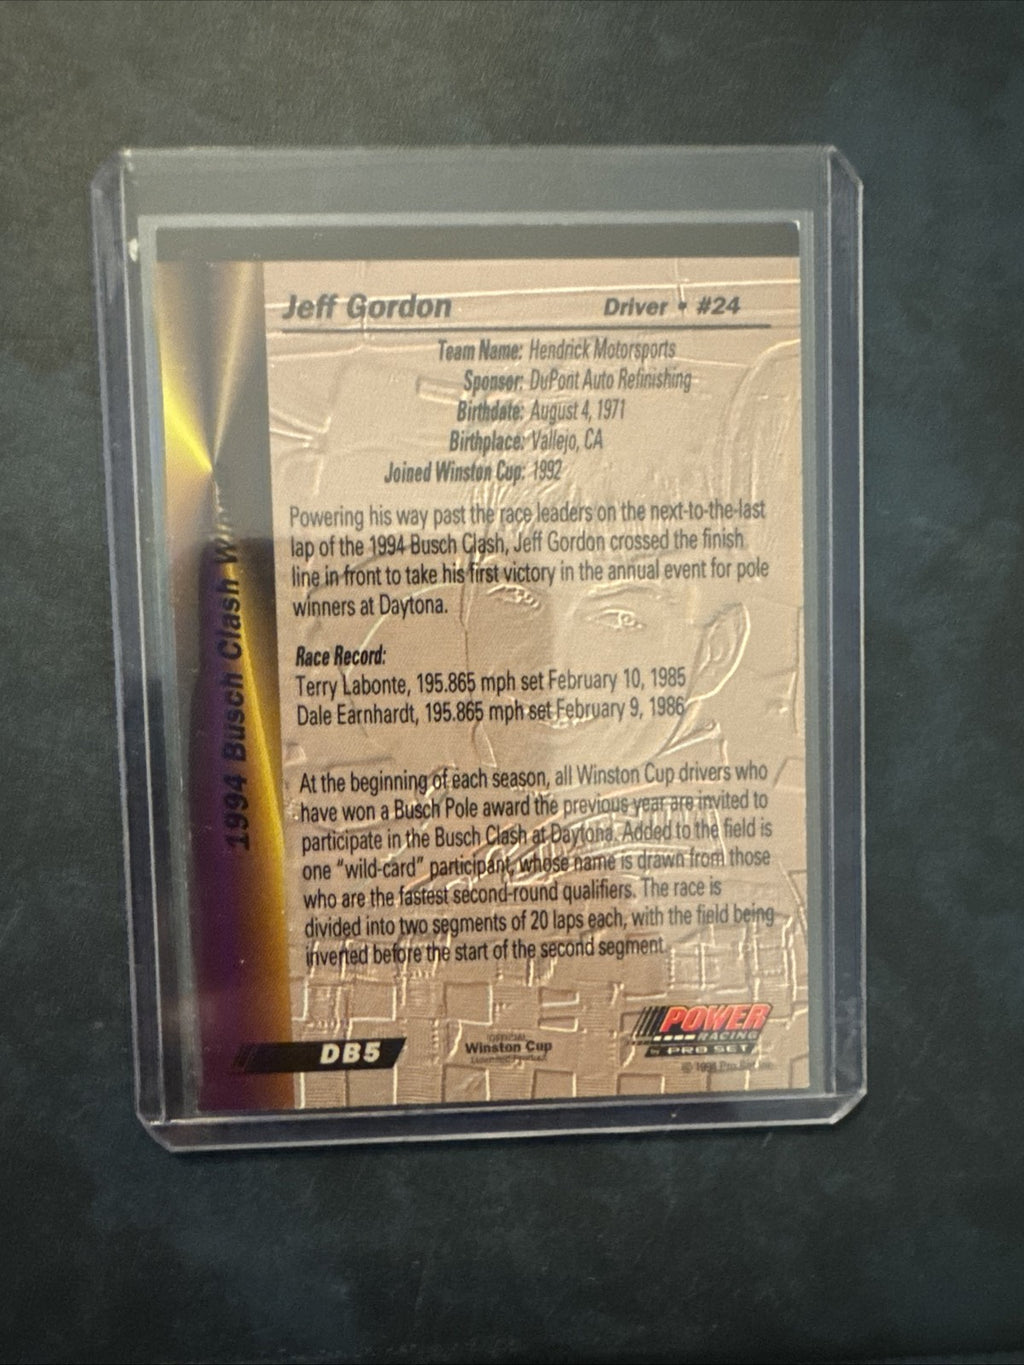 Jeff Gordon Driver • #24
Team Name: Hendrick Motorsports
Sponsor: DuPont Auto Refinishing
Birthdate: August 4, 1971
Birthplace: Vallejo, CA
Joined Winston Cup: 1992
Powering his way past the race leaders on the next-to-the-last
lap of the 1994 Busch Clash, Jeff Gordon crossed the finish
line in front to take his first victory in the annual event for pole
winners at Daytona.
Race Record:
Terry Labonte, 195.865 mph set February 10, 1985
Dale Earnhardt, 195.865 mph set February 9, 1986
At the beginning of each season, all Winston Cup drivers who
have won a Busch Pole award the previous year are invited to
participate in the Busch Clash at Daytona. Added to the field is
one "wild-card" participant, whose name is drawn from those
who are the fastest second-round qualifiers. The race is
divided into two segments of 20 laps each, with the field being
inverted before the start of the second segment.
1994 Busch Clash
DB5
OFFICIAL
Winston Cup
Licensed Product
POWER
RACING
BY PRO SET
Pro Set